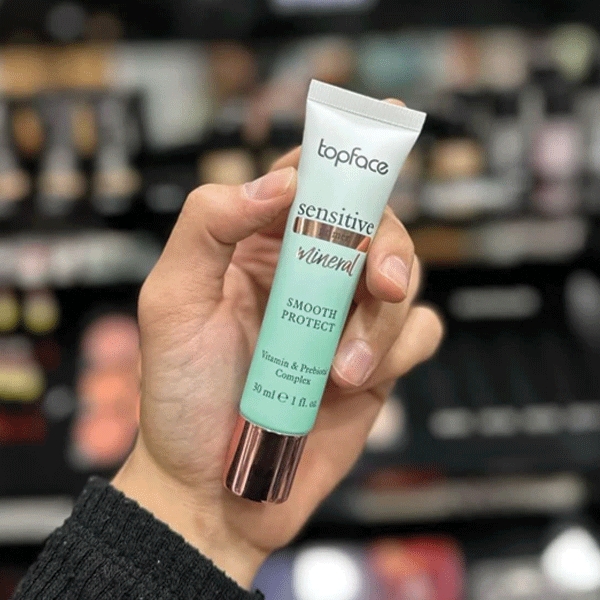 topface
sensitive
Mineral
SMOOTH
PROTECT
Vitamin & Prebiotic
Complex
30 ml ℮ 1 fl. oz.